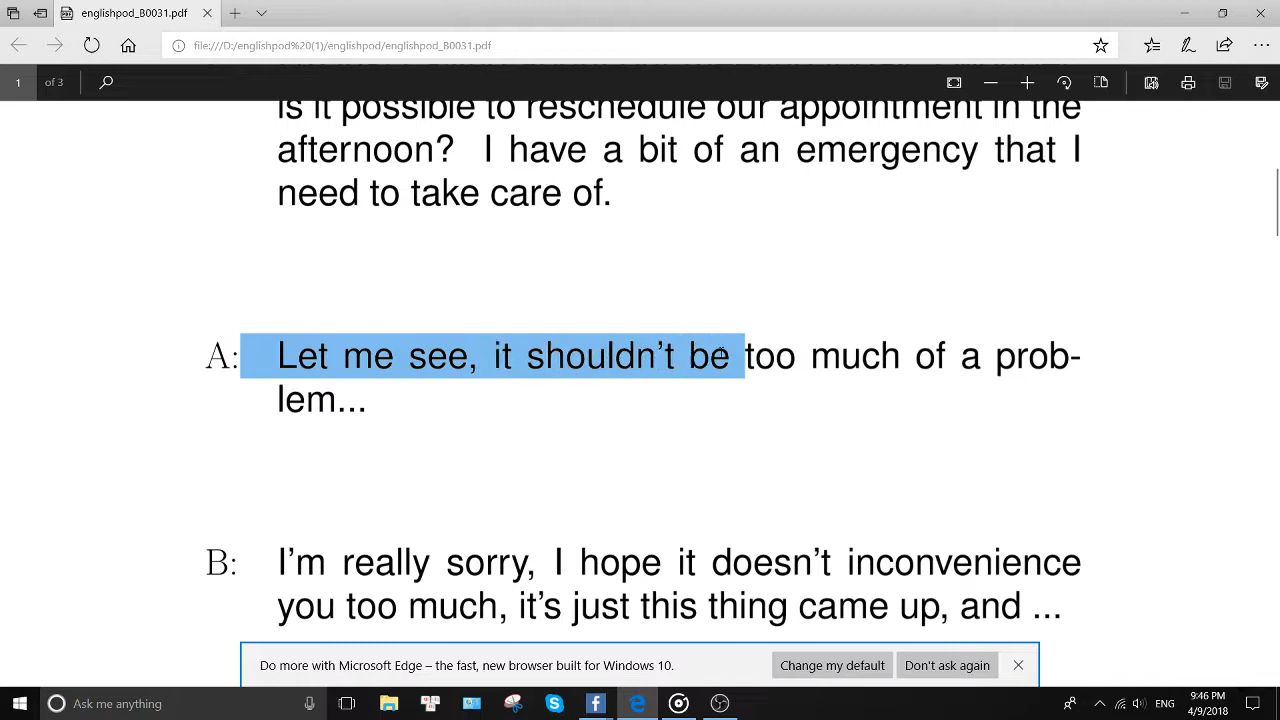 englishpod_B0031.pdf
file:///D:/englishpod%20(1)/englishpod/englishpod_B0031.pdf
1 of 3
is it possible to reschedule our appointment in the
afternoon? I have a bit of an emergency that I
need to take care of.
A: Let me see, it shouldn't be too much of a prob-
lem...
B: I'm really sorry, I hope it doesn't inconvenience
you too much, it's just this thing came up, and ...
Do more with Microsoft Edge – the fast, new browser built for Windows 10. Change my default Don't ask again
Ask me anything
ENG
9:46 PM
4/9/2018